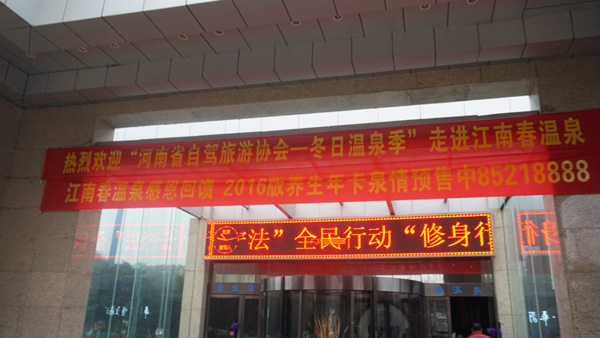 热烈欢迎“河南省自驾旅游协会—冬日温泉季”走进江南春温泉
江南春温泉感恩回馈 2016版养生年卡泉情预售中85218888
法”全民行动“修身行